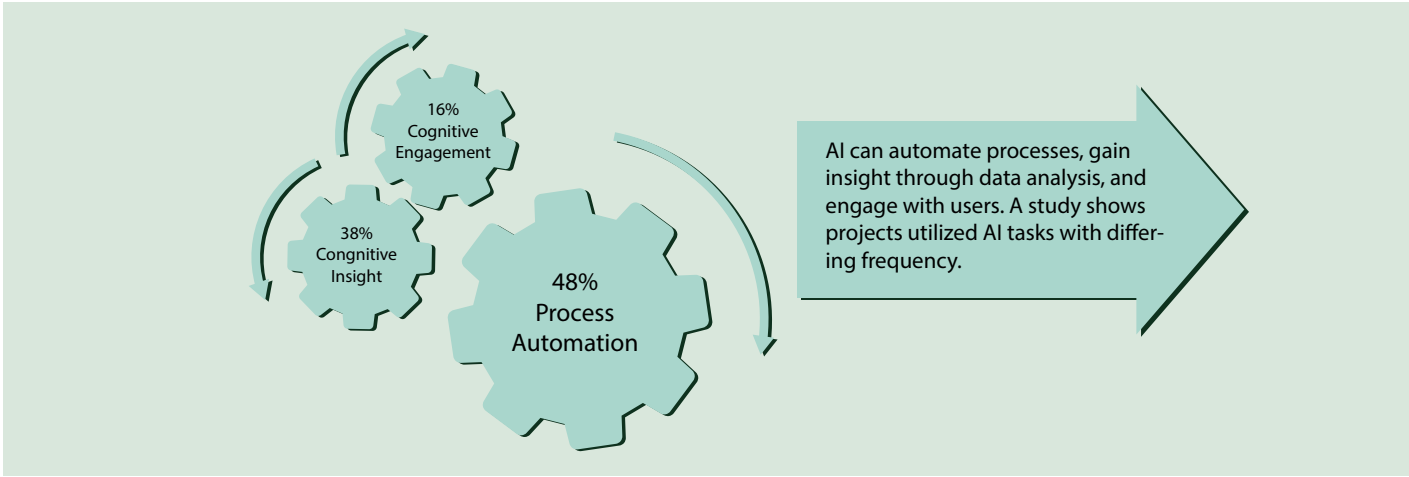 16%
Cognitive
Engagement
38%
Congnitive
Insight
48%
Process
Automation
AI can automate processes, gain
insight through data analysis, and
engage with users. A study shows
projects utilized AI tasks with differ-
ing frequency.